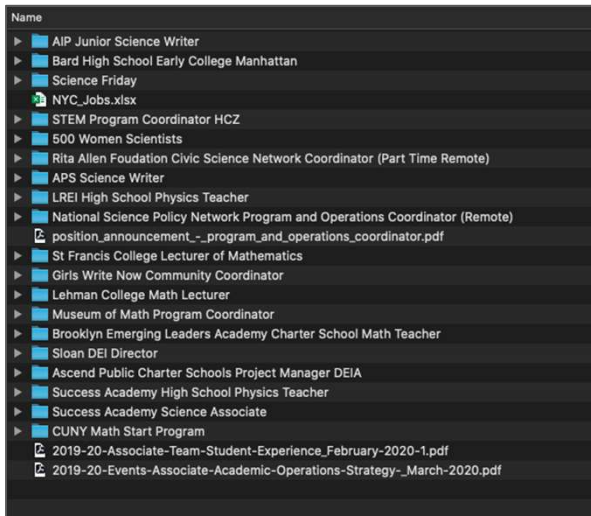 Name
AIP Junior Science Writer
Bard High School Early College Manhattan
Science Friday
NYC_Jobs.xlsx
STEM Program Coordinator HCZ
500 Women Scientists
Rita Allen Foudation Civic Science Network Coordinator (Part Time Remote)
APS Science Writer
LREI High School Physics Teacher
National Science Policy Network Program and Operations Coordinator (Remote)
position_announcement_-_program_and_operations_coordinator.pdf
St Francis College Lecturer of Mathematics
Girls Write Now Community Coordinator
Lehman College Math Lecturer
Museum of Math Program Coordinator
Brooklyn Emerging Leaders Academy Charter School Math Teacher
Sloan DEI Director
Ascend Public Charter Schools Project Manager DEIA
Success Academy High School Physics Teacher
Success Academy Science Associate
CUNY Math Start Program
2019-20-Associate-Team-Student-Experience_February-2020-1.pdf
2019-20-Events-Associate-Academic-Operations-Strategy-_March-2020.pdf